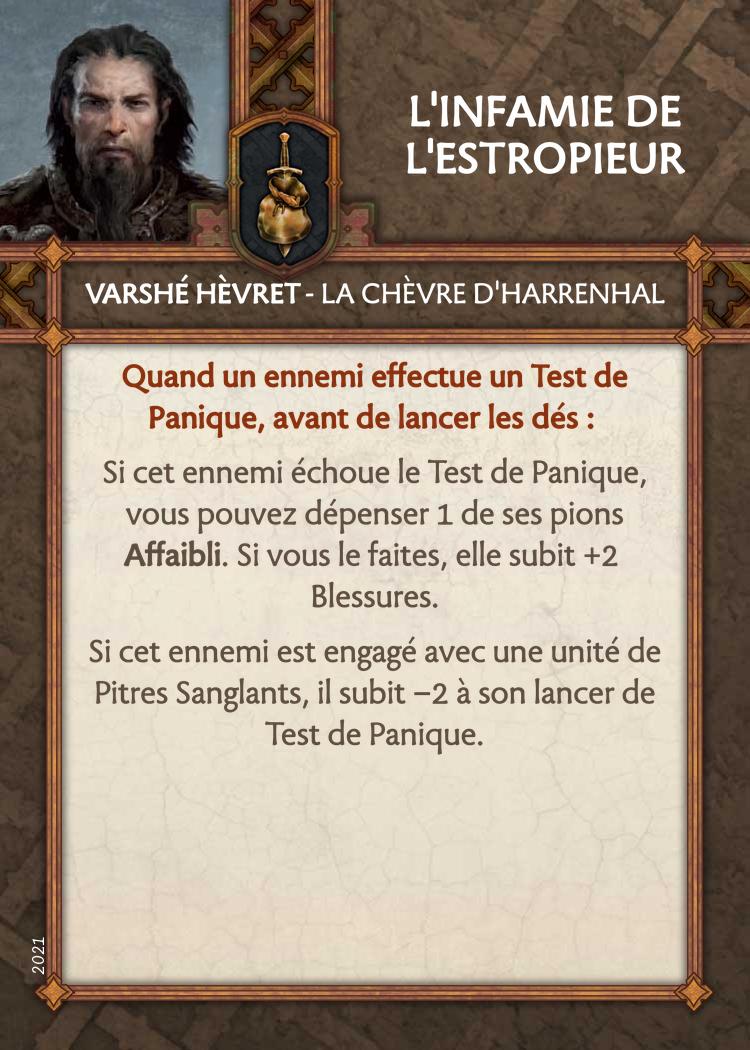 L'INFAMIE DE
L'ESTROPIEUR
VARSHÉ HÈVRET - LA CHÈVRE D'HARRENHAL
Quand un ennemi effectue un Test de
Panique, avant de lancer les dés :
Si cet ennemi échoue le Test de Panique,
vous pouvez dépenser 1 de ses pions
Affaibli. Si vous le faites, elle subit +2
Blessures.
Si cet ennemi est engagé avec une unité de
Pitres Sanglants, il subit −2 à son lancer de
Test de Panique.
2021